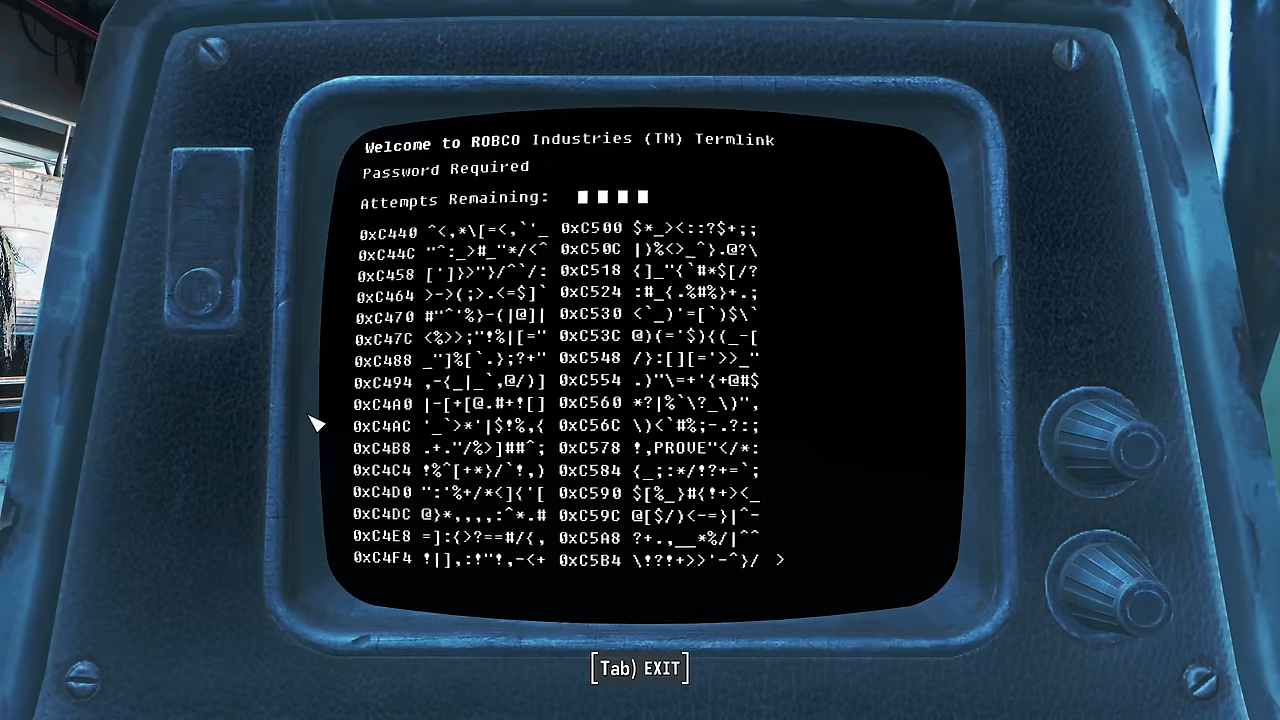 Welcome to ROBCO Industries (TM) Termlink
Password Required
Attempts Remaining: ■ ■ ■ ■
0xC440 ^<,*\[=<,`'_ 0xC500 $*_><::?$+;;
0xC44C "^:_>#_"*/<^ 0xC50C |)%<>_^}.@?\
0xC458 [']}>"}/^`/: 0xC518 {]_"{`#*$[/?
0xC464 >->(;>.<=$]` 0xC524 :#_{.%#%}+.;
0xC470 #"^'%}-(|@]| 0xC530 <`_)'=[`)$\`
0xC47C <%>>;"!%|[=" 0xC53C @)(='$){(_-[
0xC488 _"]%[`.};?+" 0xC548 /}:[][='>>_"
0xC494 ,-{_|_`,@/)] 0xC554 .)"\=+'{+@#$
0xC4A0 |-[+[@.#+![] 0xC560 *?|%`\?_\)",
0xC4AC '_`>*'|$!%,{ 0xC56C \)<`#%;-.?:;
0xC4B8 .+."/%>]##^; 0xC578 !,PROVE"</*:
0xC4C4 !%^[+*}/`!,) 0xC584 {_;:*/!?+=`;
0xC4D0 ":'%+/*<]{'[ 0xC590 $[%_}#{!+><_
0xC4DC @}*,,,,:^*.# 0xC59C @[$/)<-=}|^-
0xC4E8 =]:{>?==#/{, 0xC5A8 ?+.,__*%/|^^
0xC4F4 !|],:!"!,-<+ 0xC5B4 \!?!+>>'-^}/ >
[Tab) EXIT]